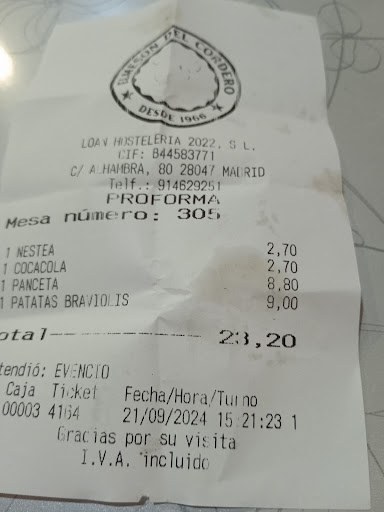 EL MESON DEL CORDERO
DESDE 1966
LOAV HOSTELERIA 2022, S L.
CIF: B44583771
C/ ALHAMBRA, 80 28047 MADRID
Telf.: 914629251
PROFORMA
Mesa número: 305
1 NESTEA 2,70
1 COCACOLA 2,70
1 PANCETA 8,80
1 PATATAS BRAVIOLIS 9,00
otal 23,20
tendió: EVENCIO
Caja Ticket Fecha/Hora/Turno
00003 4164 21/09/2024 15:21:23 1
Gracias por su visita
I.V.A. incluido